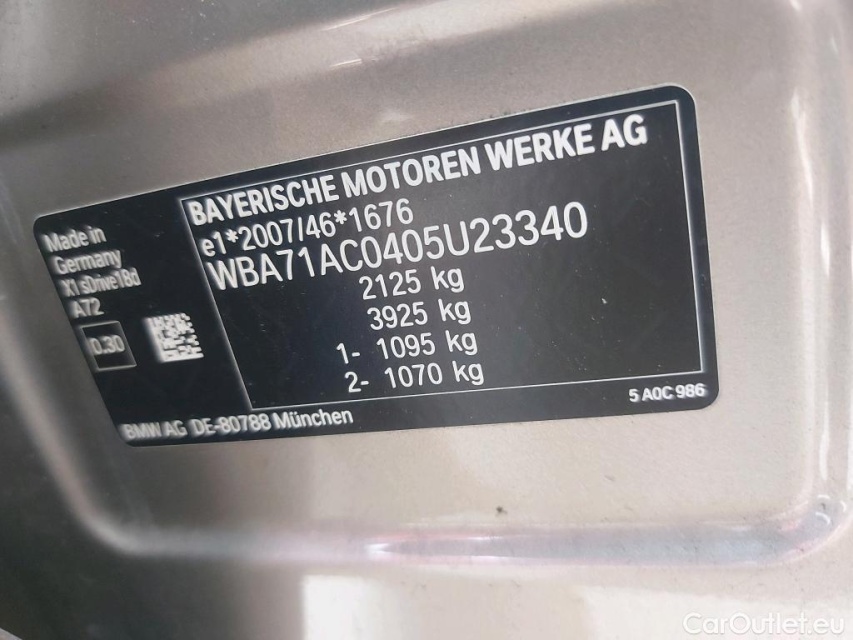 BAYERISCHE MOTOREN WERKE AG
e1*2007/46*1676
WBA71AC0405U23340
2125 kg
3925 kg
1- 1095 kg
2- 1070 kg
Made in
Germany
X1 sDrive18d
A72
0.30
5 A0C 986
BMW AG DE-80788 München
CarOutlet.eu